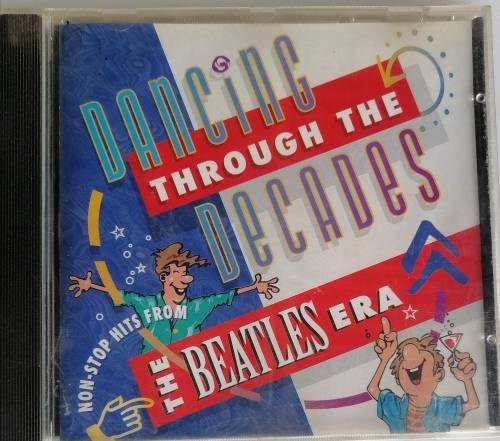 DANCiNG
THROUGH THE
DeCADeS
NON-STOP HITS FROM
THE BEATLES ERA